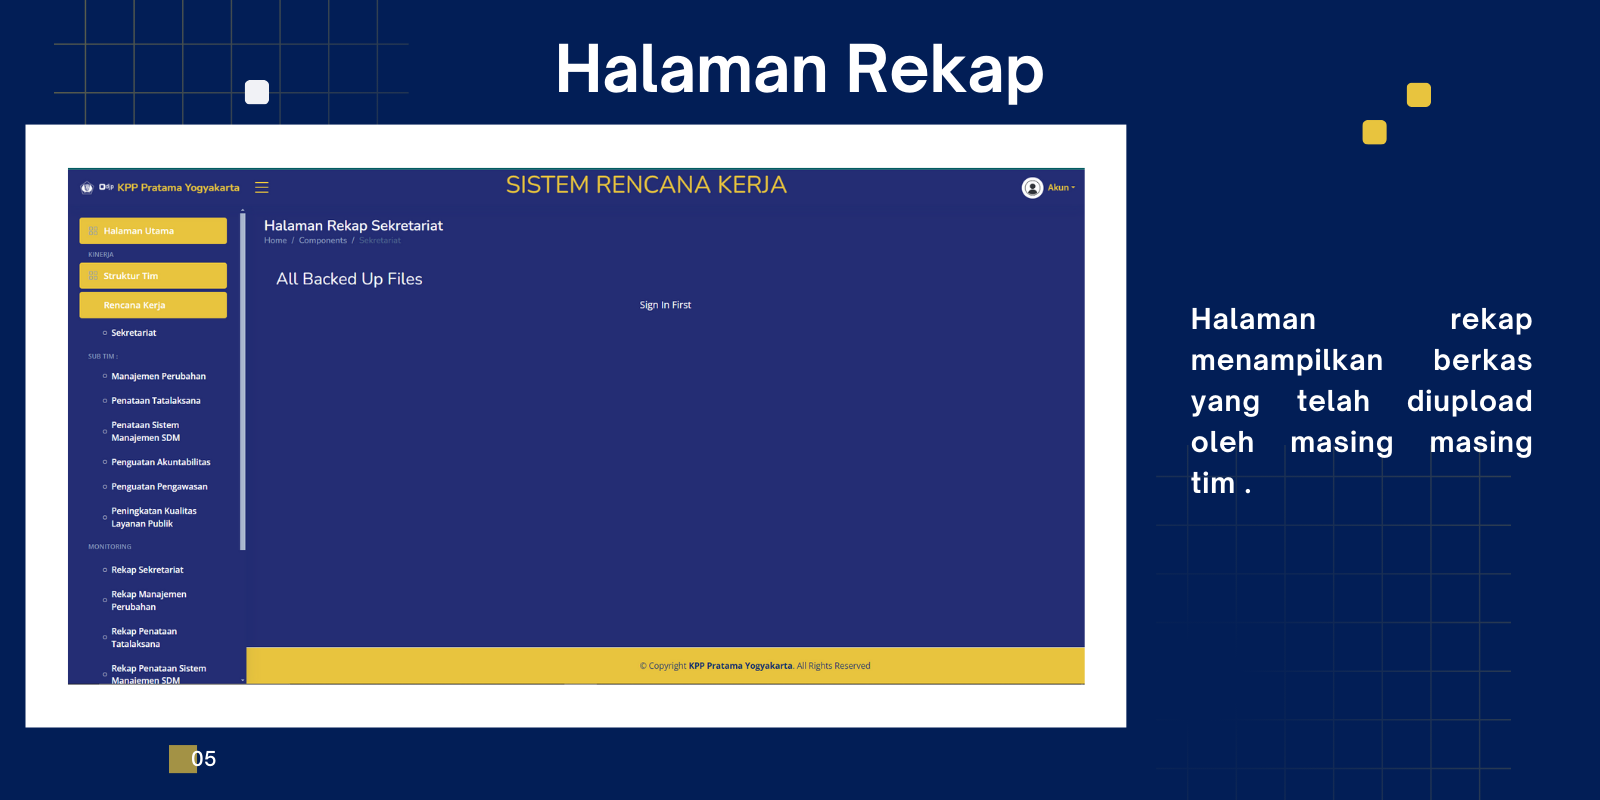 Halaman Rekap
KPP Pratama Yogyakarta
SISTEM RENCANA KERJA
Akun
Halaman Utama
KINERJA
Struktur Tim
Rencana Kerja
Sekretariat
SUB TIM :
Manajemen Perubahan
Penataan Tatalaksana
Penataan Sistem
Manajemen SDM
Penguatan Akuntabilitas
Penguatan Pengawasan
Peningkatan Kualitas
Layanan Publik
MONITORING
Rekap Sekretariat
Rekap Manajemen
Perubahan
Rekap Penataan
Tatalaksana
Rekap Penataan Sistem
Manajemen SDM
Halaman Rekap Sekretariat
Home / Components / Sekretariat
All Backed Up Files
Sign In First
© Copyright KPP Pratama Yogyakarta. All Rights Reserved
Halaman rekap
menampilkan berkas
yang telah diupload
oleh masing masing
tim .
05